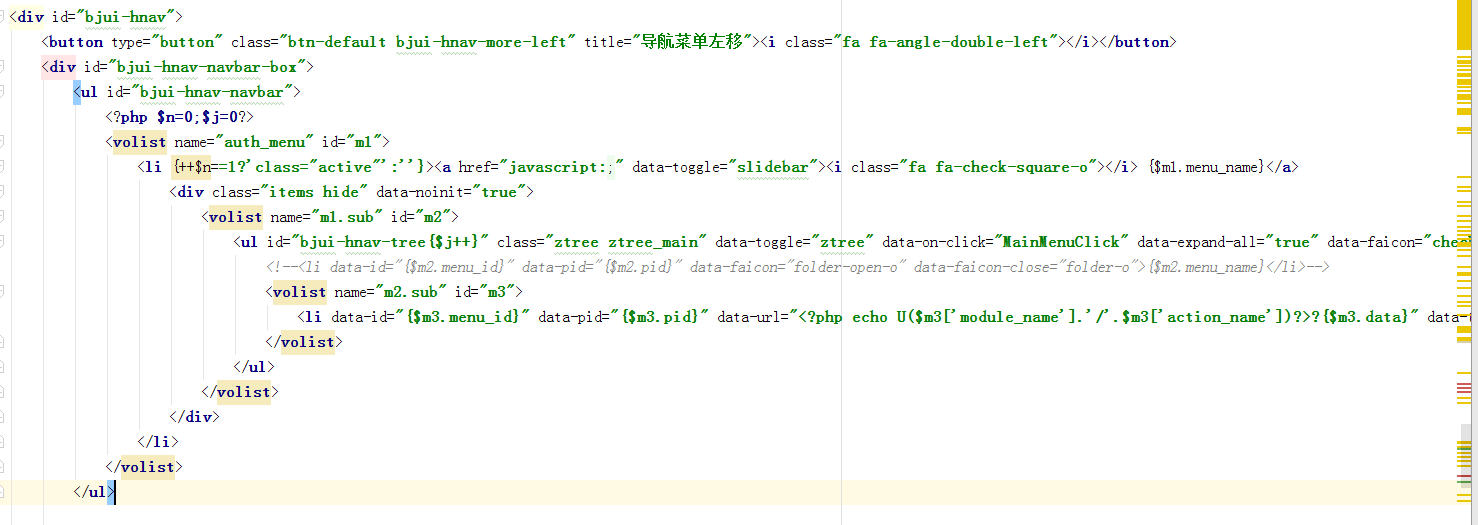 <div id="bjui-hnav">
<button type="button" class="btn-default bjui-hnav-more-left" title="导航菜单左移"><i class="fa fa-angle-double-left"></i></button>
<div id="bjui-hnav-navbar-box">
<ul id="bjui-hnav-navbar">
<?php $n=0;$j=0?>
<volist name="auth_menu" id="m1">
<li {++$n==1?'class="active"':''}><a href="javascript:;" data-toggle="slidebar"><i class="fa fa-check-square-o"></i> {$m1.menu_name}</a>
<div class="items hide" data-noinit="true">
<volist name="m1.sub" id="m2">
<ul id="bjui-hnav-tree{$j++}" class="ztree ztree_main" data-toggle="ztree" data-on-click="MainMenuClick" data-expand-all="true" data-faicon="chec
<!--<li data-id="{$m2.menu_id}" data-pid="{$m2.pid}" data-faicon="folder-open-o" data-faicon-close="folder-o">{$m2.menu_name}</li>-->
<volist name="m2.sub" id="m3">
<li data-id="{$m3.menu_id}" data-pid="{$m3.pid}" data-url="<?php echo U($m3['module_name'].'/'.$m3['action_name'])?>?{$m3.data}" data-t
</volist>
</ul>
</volist>
</div>
</li>
</volist>
</ul>